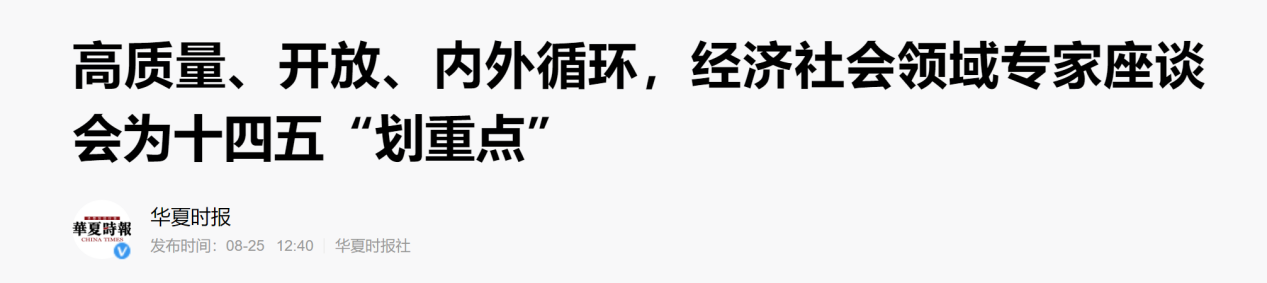 高质量、开放、内外循环，经济社会领域专家座谈
会为十四五“划重点”
華夏時報
CHINA TIMES
华夏时报
发布时间：08-25 12:40 华夏时报社